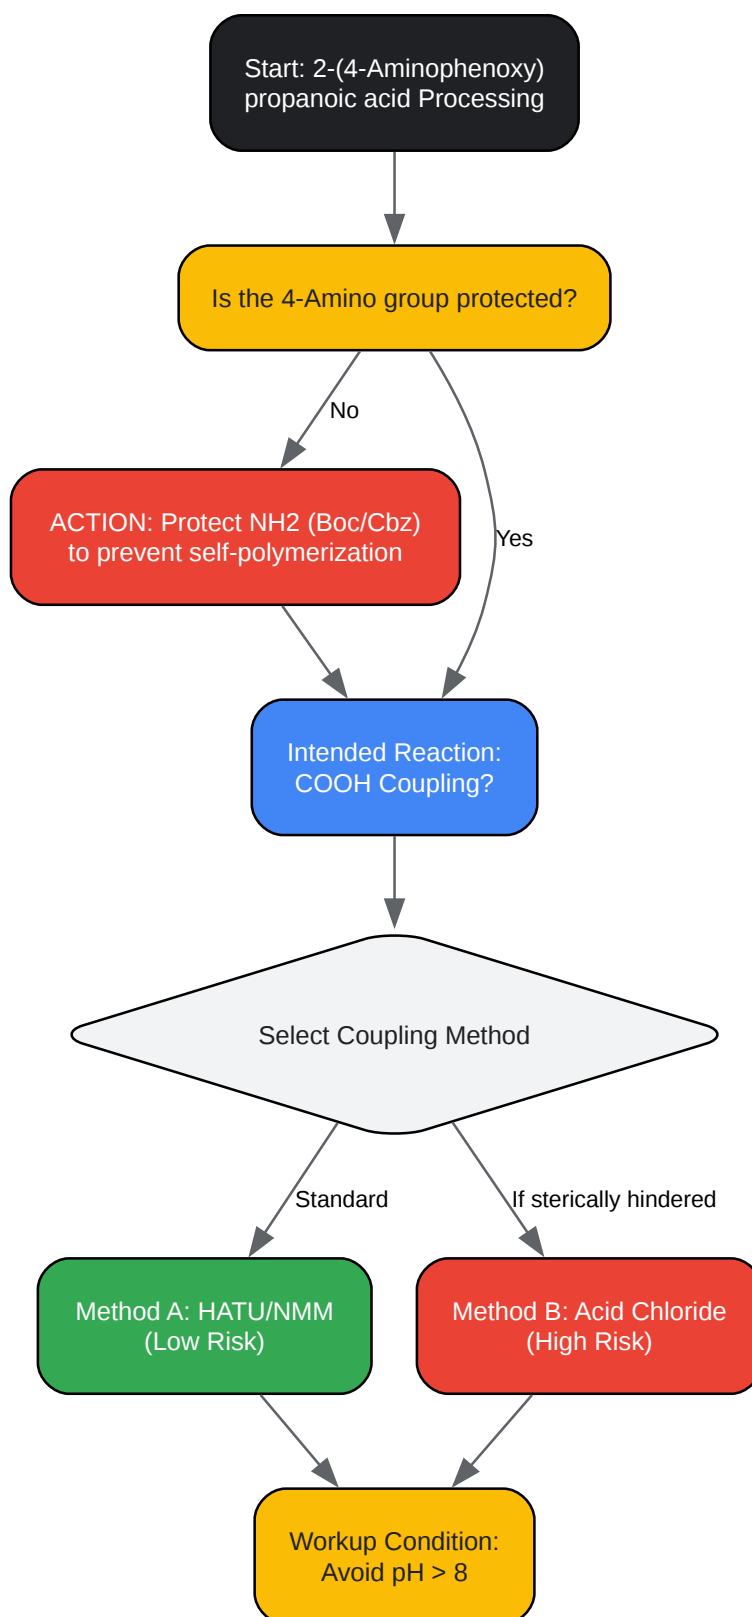 Start: 2-(4-Aminophenoxy)
propanoic acid Processing
Is the 4-Amino group protected?
No
ACTION: Protect NH2 (Boc/Cbz)
to prevent self-polymerization
Yes
Intended Reaction:
COOH Coupling?
Select Coupling Method
Standard
If sterically hindered
Method A: HATU/NMM
(Low Risk)
Method B: Acid Chloride
(High Risk)
Workup Condition:
Avoid pH > 8